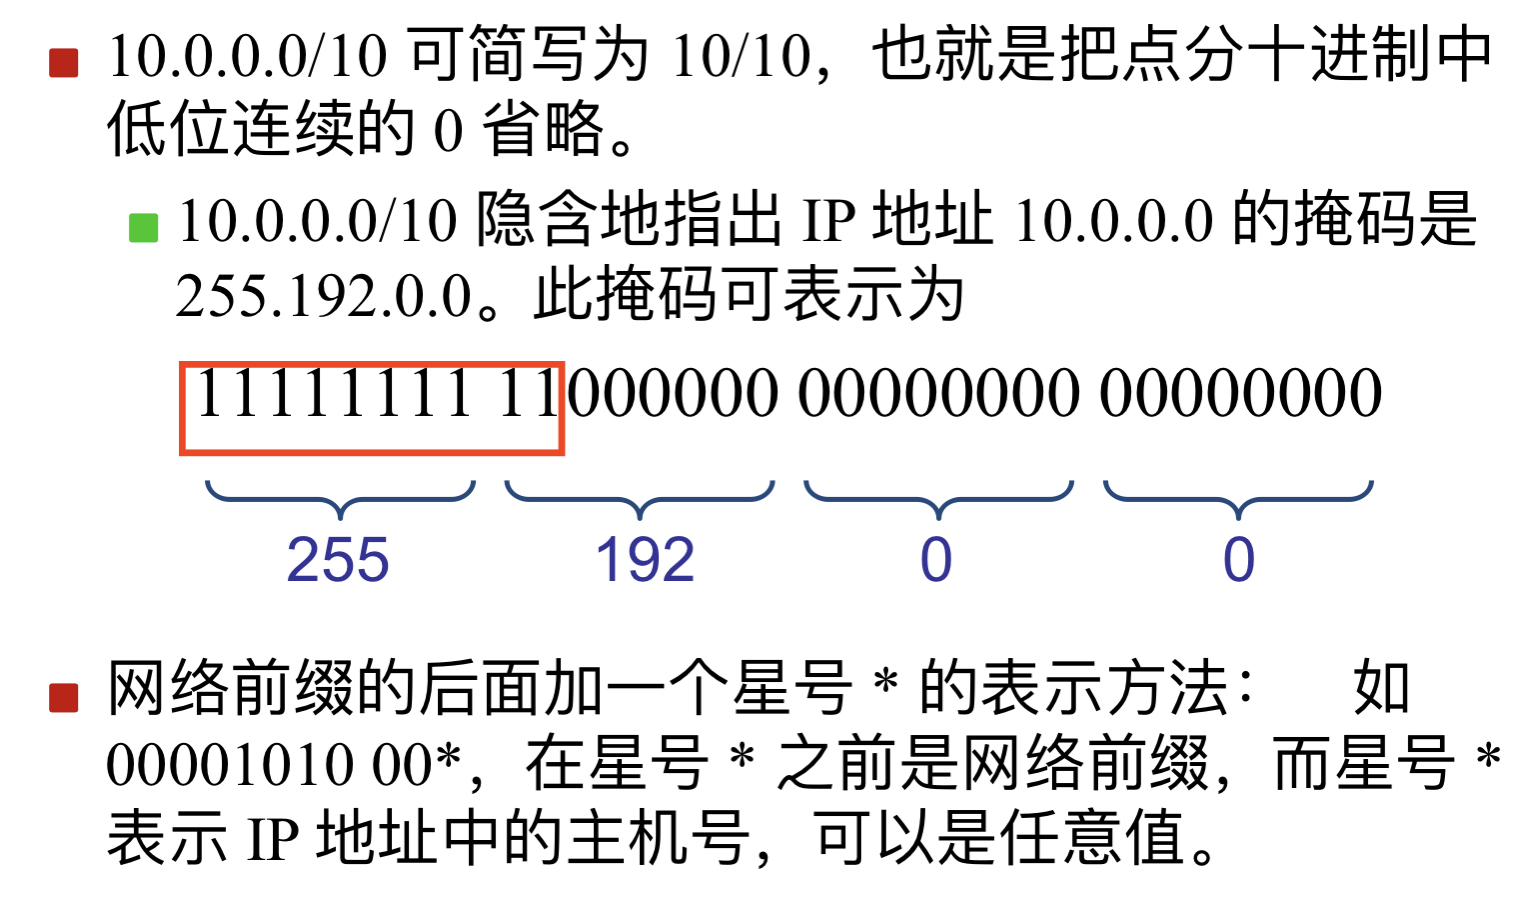 10.0.0.0/10 可简写为 10/10，也就是把点分十进制中
低位连续的 0 省略。
10.0.0.0/10 隐含地指出 IP 地址 10.0.0.0 的掩码是
255.192.0.0。此掩码可表示为
11111111 11000000 00000000 00000000
255 192 0 0
网络前缀的后面加一个星号 * 的表示方法： 如
00001010 00*，在星号 * 之前是网络前缀，而星号 *
表示 IP 地址中的主机号，可以是任意值。